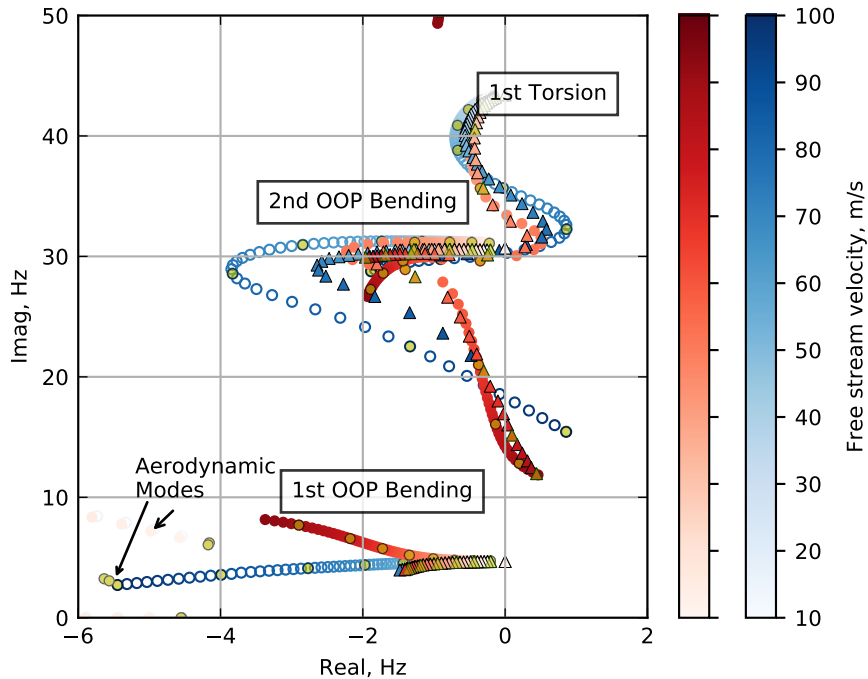 50
40
30
20
10
0
Imag, Hz
−6
−4
−2
0
2
Real, Hz
1st Torsion
2nd OOP Bending
1st OOP Bending
Aerodynamic
Modes
100
90
80
70
60
50
40
30
20
10
Free stream velocity, m/s